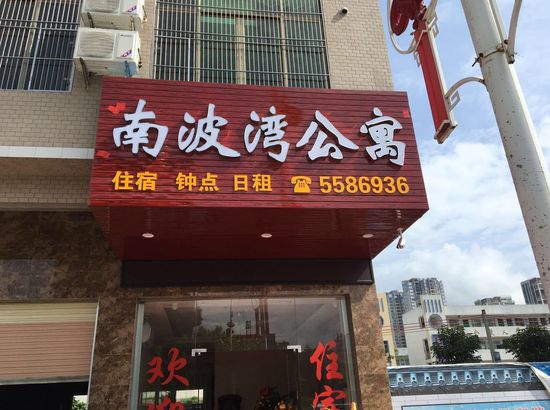 南波湾公寓
住宿 钟点 日租 ☎5586936
欢
住